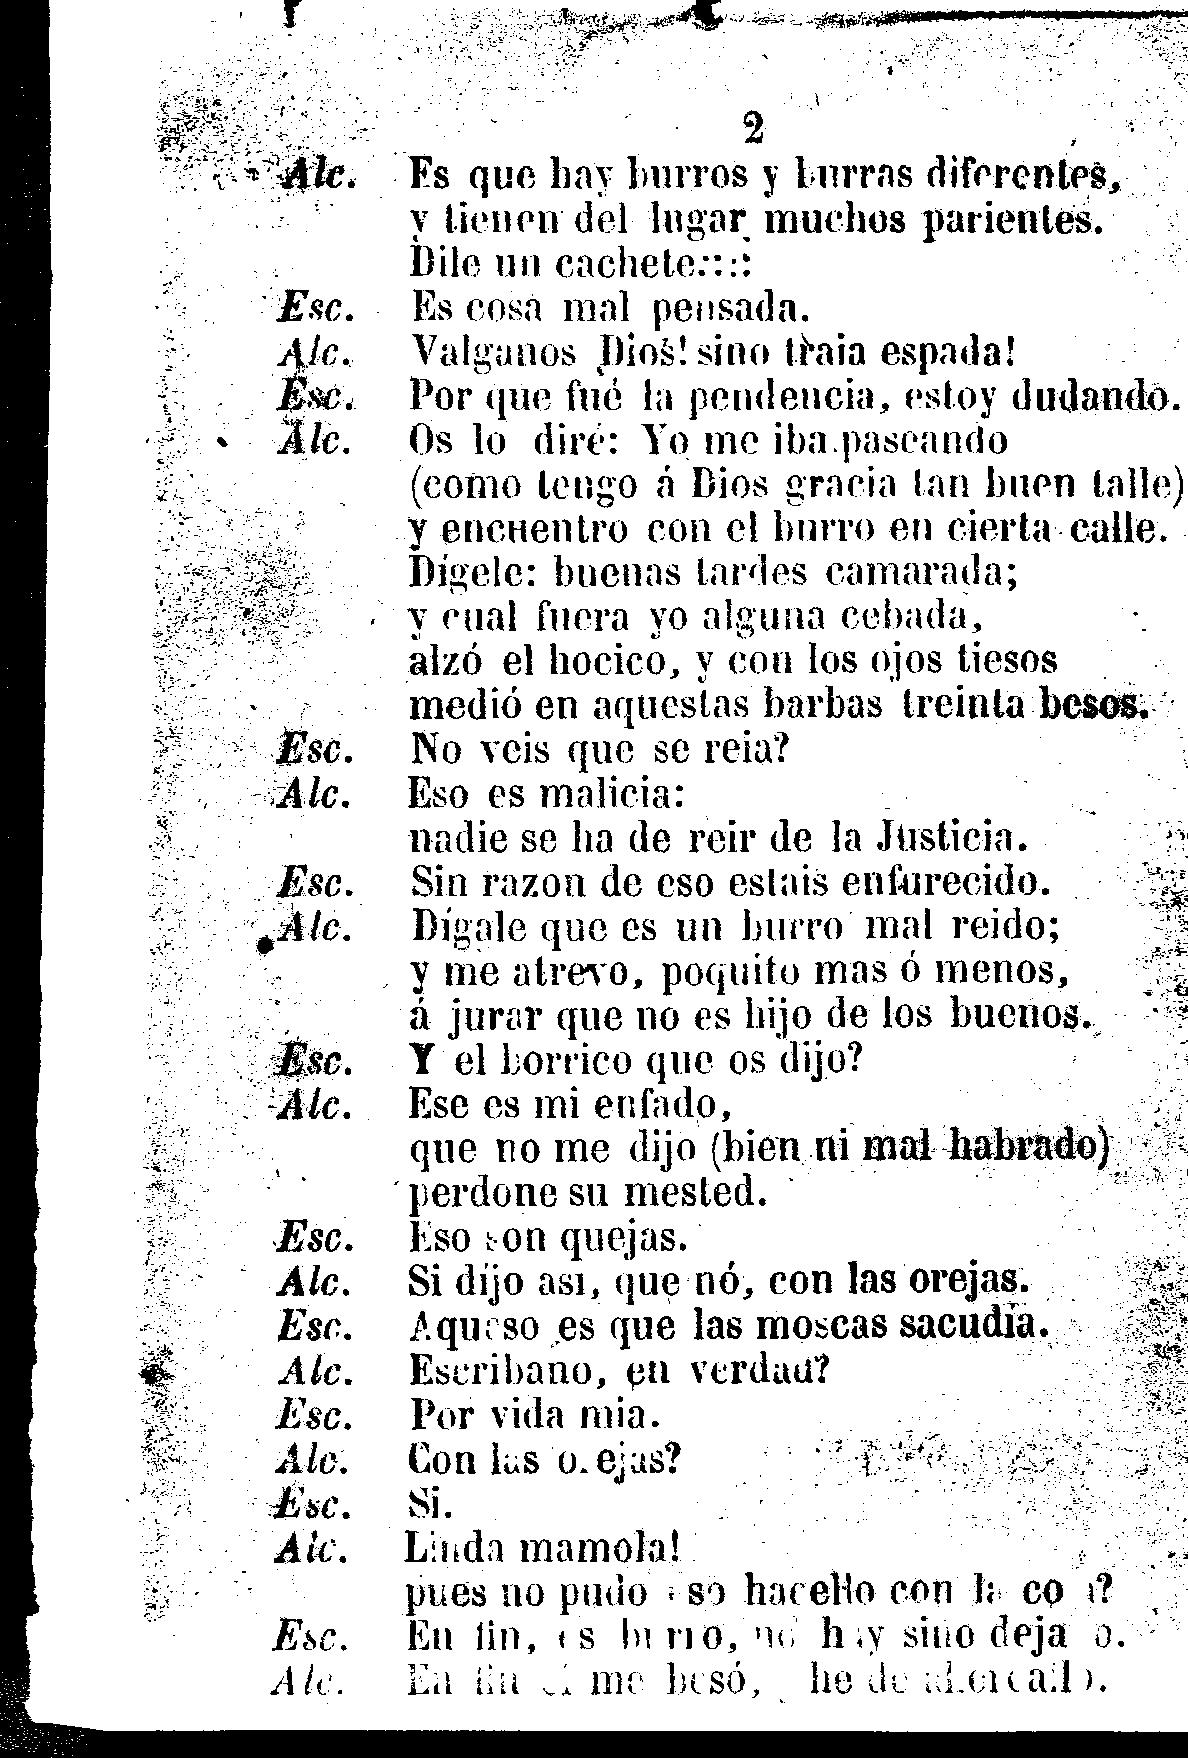 2
Alc. Es que hay burros y burras diferentes,
y tienen del lugar muchos parientes.
Dile un cachete::::
Esc. Es cosa mal pensada.
Alc. Valganos Dios! sino traia espada!
Esc. Por que fué la pendencia, estoy dudando.
Alc. Os lo diré: Yo me iba paseando
(como tengo á Dios gracia tan buen talle)
y encuentro con el burro en cierta calle.
Dígele: buenas tardes camarada;
y cual fuera yo alguna cebada,
alzó el hocico, y con los ojos tiesos
medió en aquestas barbas treinta besos.
Esc. No veis que se reia?
Alc. Eso es malicia:
nadie se ha de reir de la Justicia.
Esc. Sin razon de eso estais enfurecido.
Alc. Dígale que es un burro mal reido;
y me atrevo, poquito mas ó menos,
á jurar que no es hijo de los buenos.
Esc. Y el borrico que os dijo?
Alc. Ese es mi enfado,
que no me dijo (bien ni mal habrado)
perdone su mested.
Esc. Eso son quejas.
Alc. Si dijo asi, que nó, con las orejas.
Esc. Aqueso es que las moscas sacudía.
Alc. Escribano, en verdad?
Esc. Por vida mia.
Alc. Con las orejas?
Esc. Si.
Alc. Linda mamola!
pues no pudo eso hacello con la cola?
Esc. En fin, es burro, no hay sino dejallo.
Alc. En fin él me besó, he de